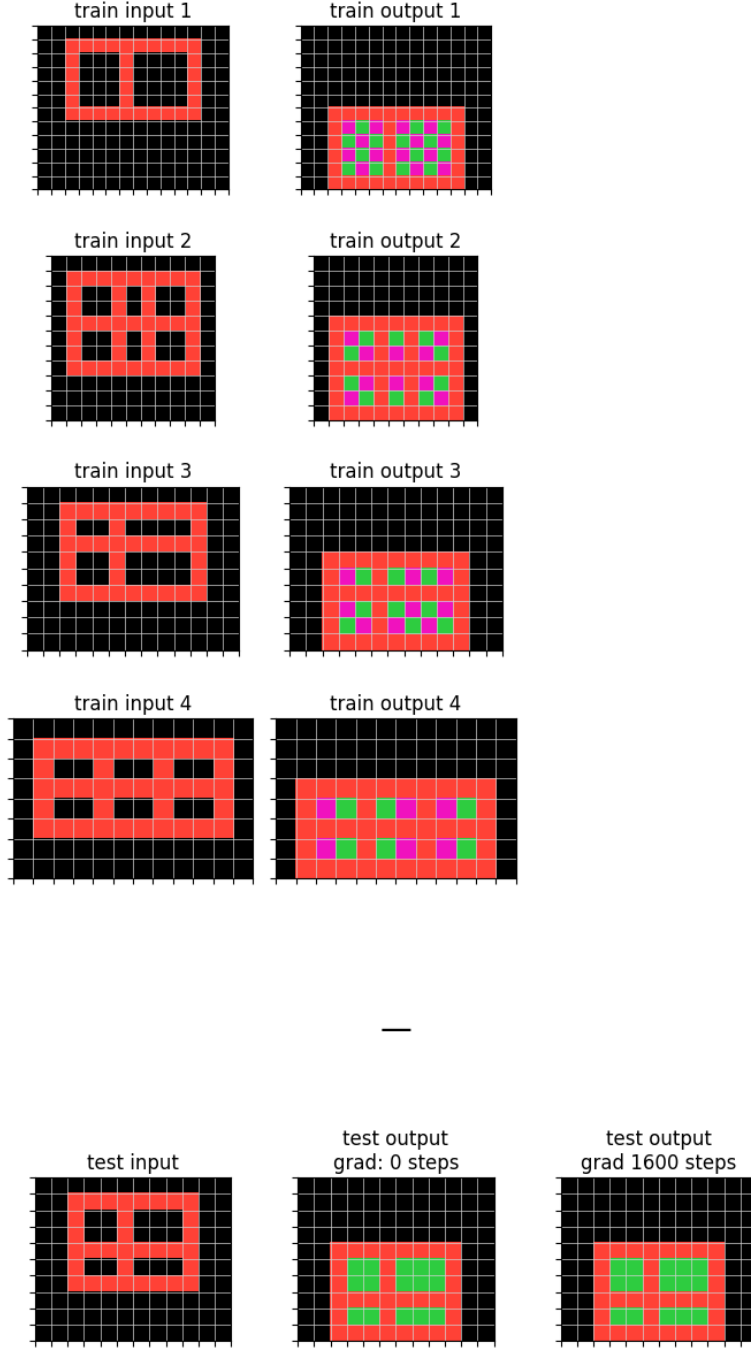 train input 1
train output 1
train input 2
train output 2
train input 3
train output 3
train input 4
train output 4
test input
test output
grad: 0 steps
test output
grad 1600 steps